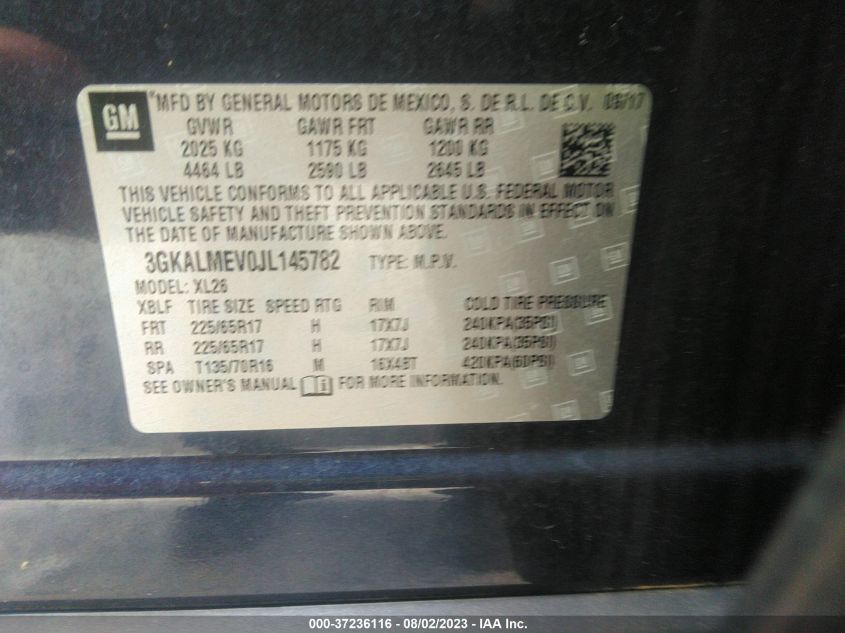 GM
*MFD BY GENERAL MOTORS DE MEXICO, S. DE R.L. DE C.V. 09/17
GVWR GAWR FRT GAWR RR
2025 KG 1175 KG 1200 KG
4464 LB 2590 LB 2645 LB
THIS VEHICLE CONFORMS TO ALL APPLICABLE U.S. FEDERAL MOTOR
VEHICLE SAFETY AND THEFT PREVENTION STANDARDS IN EFFECT ON
THE DATE OF MANUFACTURE SHOWN ABOVE.
3GKALMEV0JL145782 TYPE: M.P.V.
MODEL: XL26
XBLF TIRE SIZE SPEED RTG RIM COLD TIRE PRESSURE
FRT 225/65R17 H 17X7J 240KPA(35PSI)
RR 225/65R17 H 17X7J 240KPA(35PSI)
SPA T135/70R16 M 16X4BT 420KPA(60PSI)
SEE OWNER'S MANUAL FOR MORE INFORMATION.
000-37236116 - 08/02/2023 - IAA Inc.